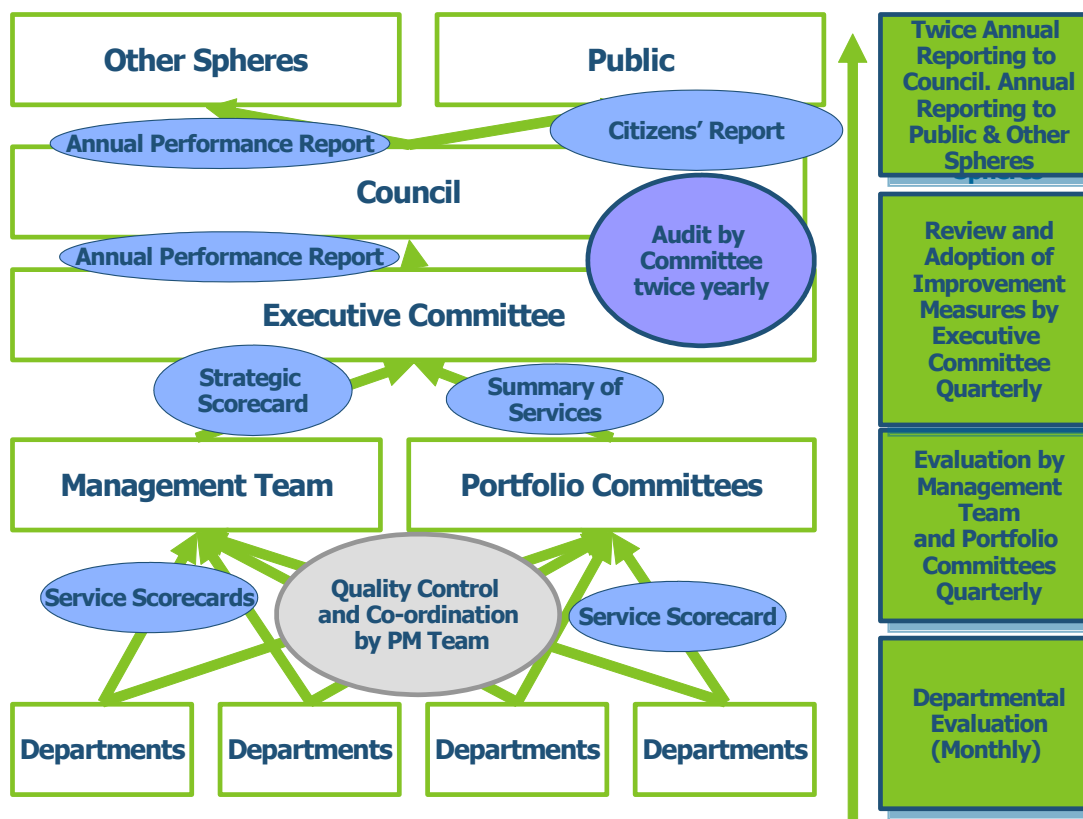 Other Spheres
Public
Annual Performance Report
Citizens' Report
Council
Audit by
Committee
twice yearly
Annual Performance Report
Executive Committee
Strategic
Scorecard
Summary of
Services
Management Team
Portfolio Committees
Service Scorecards
Quality Control
and Co-ordination
by PM Team
Service Scorecard
Departments
Departments
Departments
Departments
Twice Annual
Reporting to
Council. Annual
Reporting to
Public & Other
Spheres
Review and
Adoption of
Improvement
Measures by
Executive
Committee
Quarterly
Evaluation by
Management
Team
and Portfolio
Committees
Quarterly
Departmental
Evaluation
(Monthly)